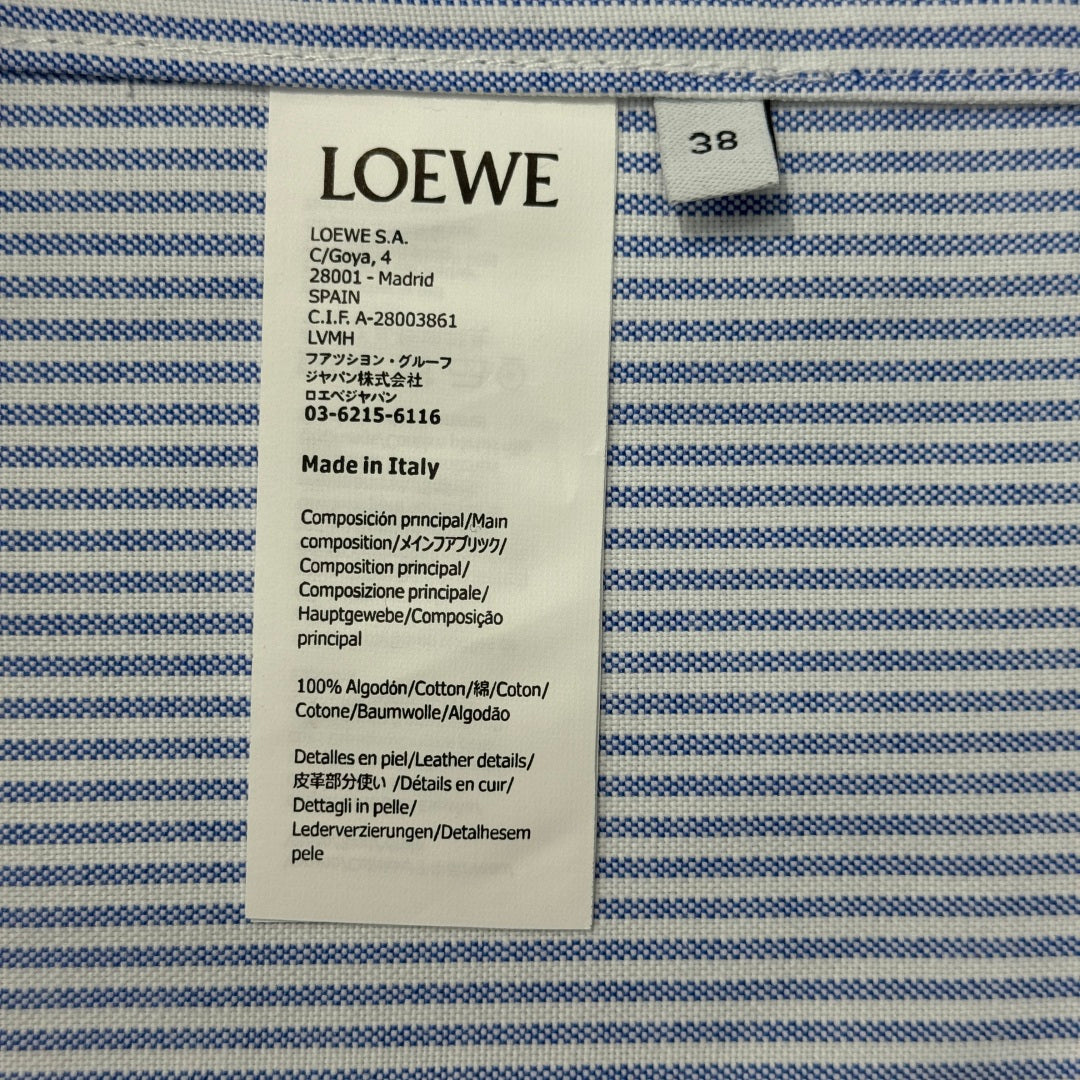 LOEWE
38
LOEWE S.A.
C/Goya, 4
28001 - Madrid
SPAIN
C.I.F. A-28003861
LVMH
フアツション・グルーフ
ジャパン株式会社
ロエベジャパン
03-6215-6116
Made in Italy
Composición principal/Main
composition/メインファブリック/
Composition principal/
Composizione principale/
Hauptgewebe/Composição
principal
100% Algodón/Cotton/綿/Coton/
Cotone/Baumwolle/Algodão
Detalles en piel/Leather details/
皮革部分使い /Détails en cuir/
Dettagli in pelle/
Lederverzierungen/Detalhesem
pele